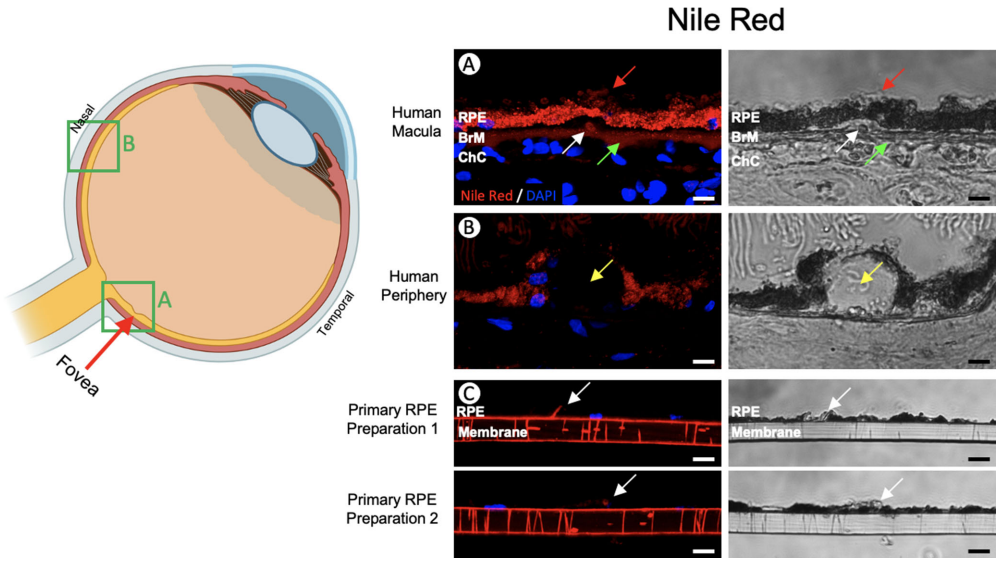 Nile Red
Nasal
B
A
Temporal
Fovea
Human
Macula
A
RPE
BrM
ChC
Nile Red / DAPI
RPE
BrM
ChC
Human
Periphery
B
Primary RPE
Preparation 1
C
RPE
Membrane
RPE
Membrane
Primary RPE
Preparation 2